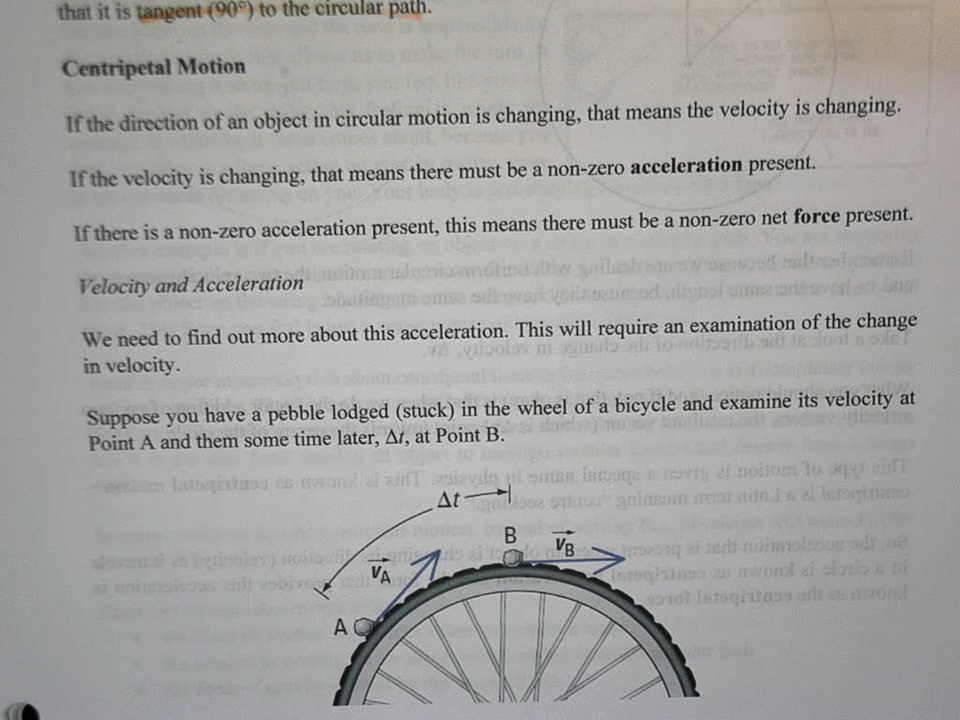 that it is tangent (90°) to the circular path.
Centripetal Motion
If the direction of an object in circular motion is changing, that means the velocity is changing.
If the velocity is changing, that means there must be a non-zero acceleration present.
If there is a non-zero acceleration present, this means there must be a non-zero net force present.
Velocity and Acceleration
We need to find out more about this acceleration. This will require an examination of the change
in velocity.
Suppose you have a pebble lodged (stuck) in the wheel of a bicycle and examine its velocity at
Point A and them some time later, Δt, at Point B.
Δt
B
VB
VA
A